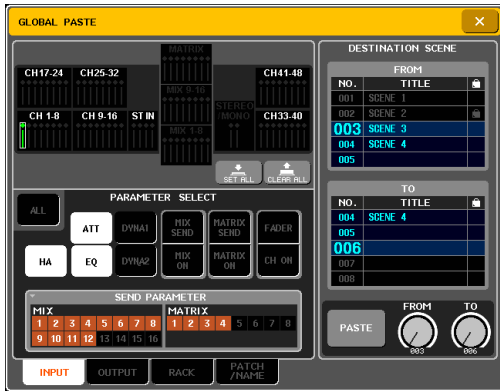 GLOBAL PASTE
MATRIX
CH17-24 CH25-32 CH41-48
MIX 9-16
STEREO
/MONO
CH 1-8 CH 9-16 ST IN CH33-40
MIX 1-8
SET ALL CLEAR ALL
PARAMETER SELECT
ALL
ATT DYNA1 MIX SEND MATRIX SEND FADER
HA EQ DYNA2 MIX ON MATRIX ON CH ON
SEND PARAMETER
MIX MATRIX
1 2 3 4 5 6 7 8 1 2 3 4 5 6 7 8
9 10 11 12 13 14 15 16
DESTINATION SCENE
FROM
NO. TITLE
001 SCENE 1
002 SCENE 2
003 SCENE 3
004 SCENE 4
005
TO
NO. TITLE
004 SCENE 4
005
006
007
008
PASTE FROM TO
003 006
INPUT OUTPUT RACK PATCH /NAME